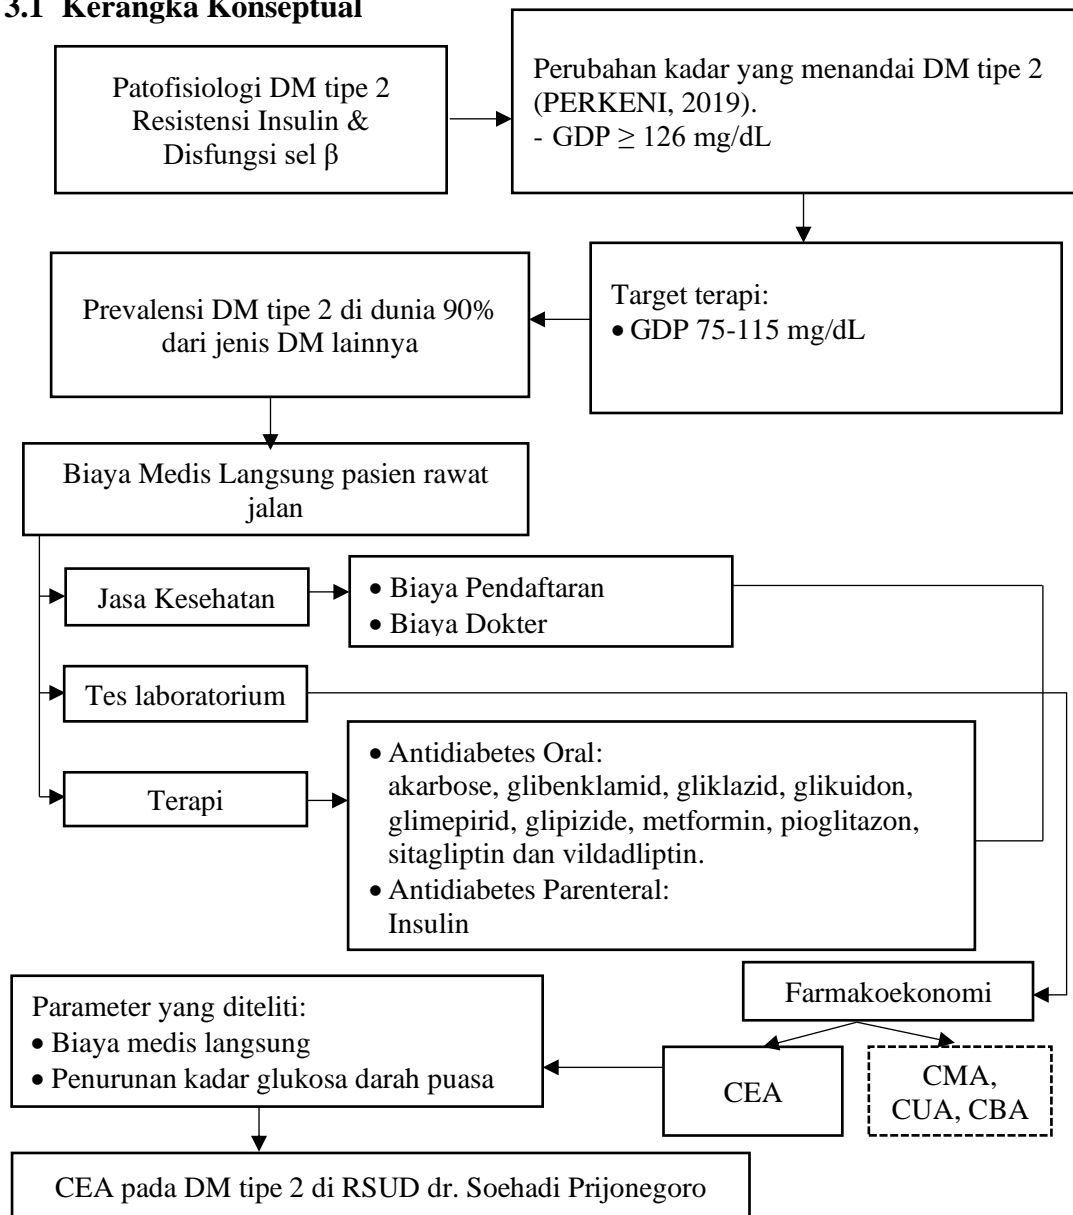 3.1 Kerangka Konseptual
Patofisiologi DM tipe 2
Resistensi Insulin &
Disfungsi sel β
Perubahan kadar yang menandai DM tipe 2
(PERKENI, 2019).
- GDP ≥ 126 mg/dL
Prevalensi DM tipe 2 di dunia 90%
dari jenis DM lainnya
Target terapi:
• GDP 75-115 mg/dL
Biaya Medis Langsung pasien rawat
jalan
Jasa Kesehatan
• Biaya Pendaftaran
• Biaya Dokter
Tes laboratorium
Terapi
• Antidiabetes Oral:
akarbose, glibenklamid, gliklazid, glikuidon,
glimepirid, glipizide, metformin, pioglitazon,
sitagliptin dan vildadliptin.
• Antidiabetes Parenteral:
Insulin
Farmakoekonomi
Parameter yang diteliti:
• Biaya medis langsung
• Penurunan kadar glukosa darah puasa
CEA
CMA,
CUA, CBA
CEA pada DM tipe 2 di RSUD dr. Soehadi Prijonegoro